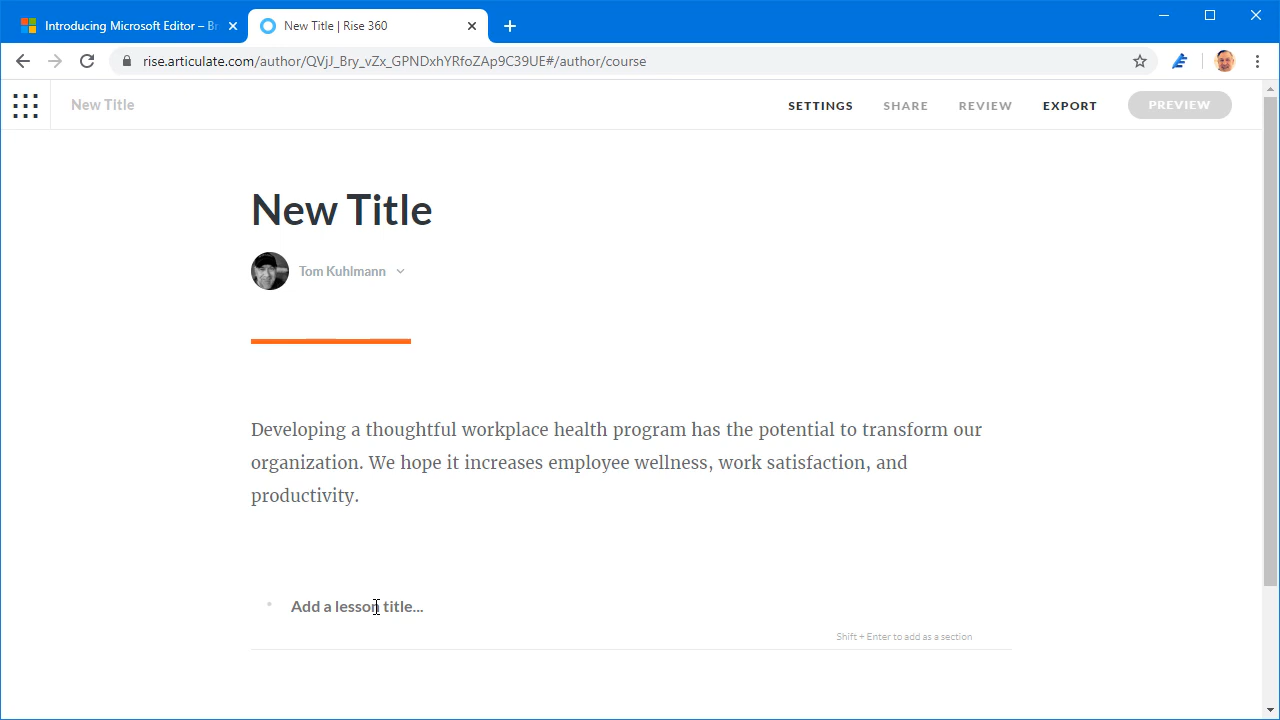 Introducing Microsoft Editor – Br
New Title | Rise 360
rise.articulate.com/author/QVjJ_Bry_vZx_GPNDxhYRfoZAp9C39UE#/author/course
New Title
SETTINGS
SHARE
REVIEW
EXPORT
PREVIEW
New Title
Tom Kuhlmann
Developing a thoughtful workplace health program has the potential to transform our
organization. We hope it increases employee wellness, work satisfaction, and
productivity.
Add a lesson title...
Shift + Enter to add as a section